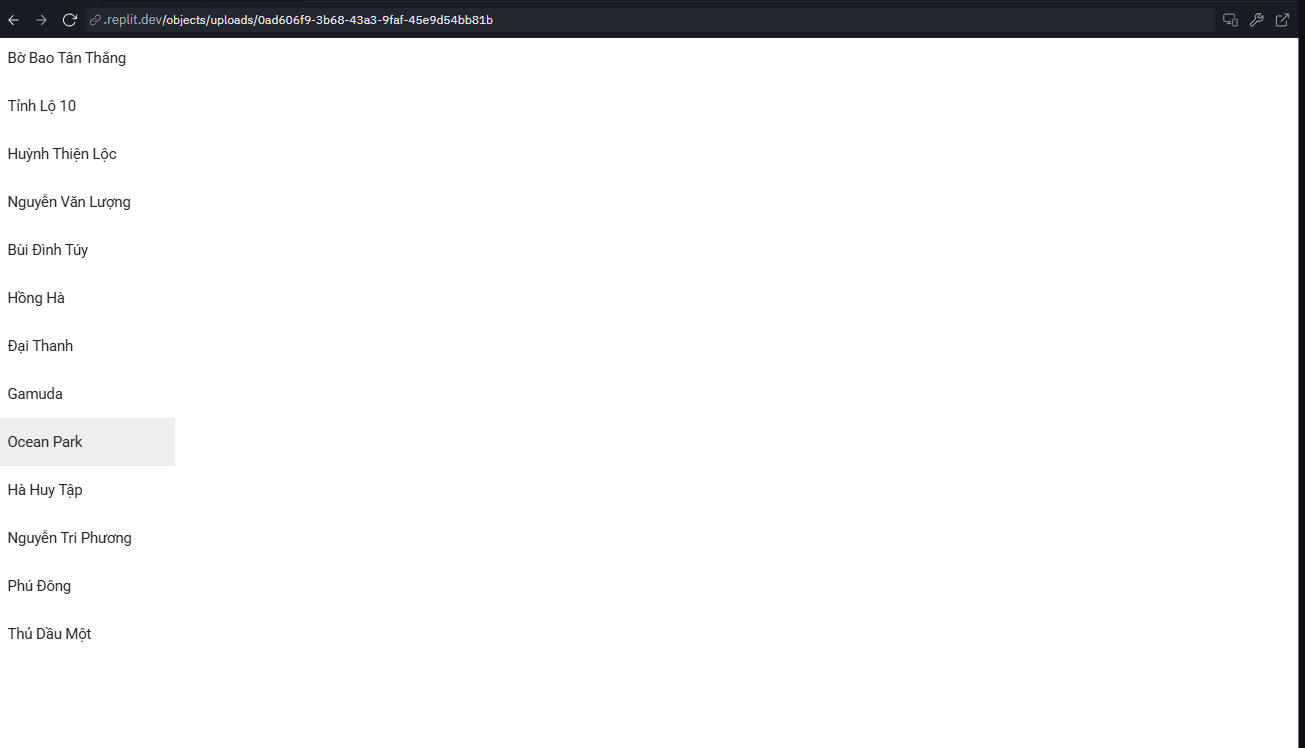 .replit.dev/objects/uploads/0ad606f9-3b68-43a3-9faf-45e9d54bb81b
Bờ Bao Tân Thắng
Tỉnh Lộ 10
Huỳnh Thiện Lộc
Nguyễn Văn Lượng
Bùi Đình Túy
Hồng Hà
Đại Thanh
Gamuda
Ocean Park
Hà Huy Tập
Nguyễn Tri Phương
Phú Đông
Thủ Dầu Một